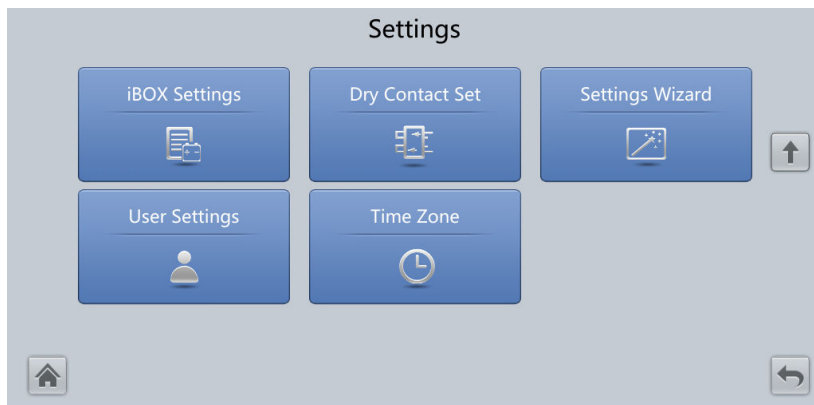 Settings
iBOX Settings
Dry Contact Set
Settings Wizard
User Settings
Time Zone